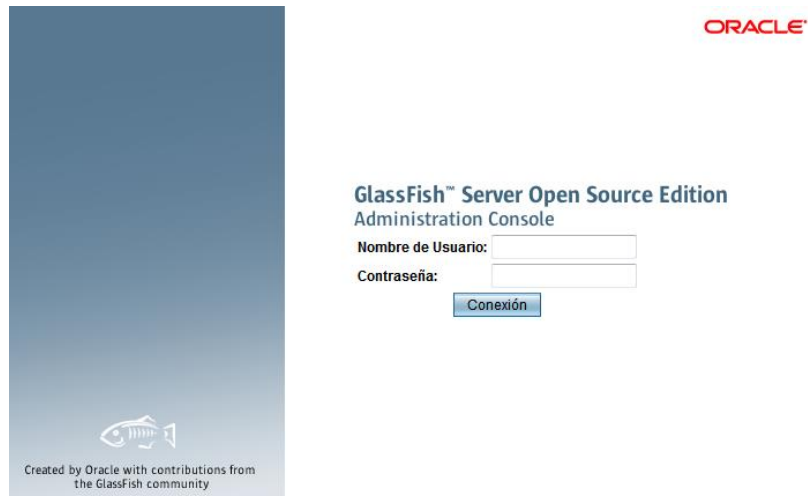 ORACLE
GlassFish™ Server Open Source Edition
Administration Console
Nombre de Usuario:
Contraseña:
Conexión
Created by Oracle with contributions from
the GlassFish community